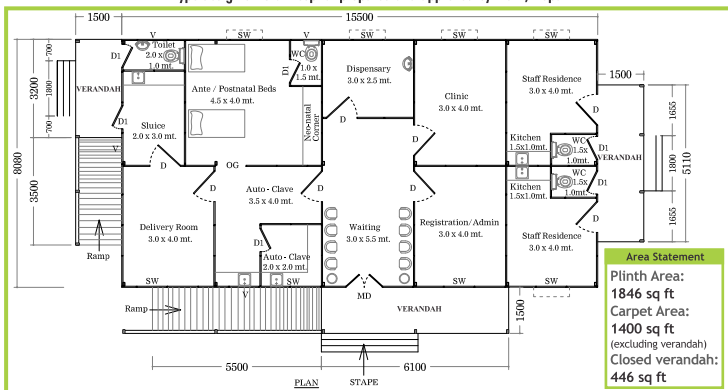 1500
15500
V
SW
SW
SW
SW
700
1800
700
3200
3500
8080
D1
Toilet
2.0 x
1.0 mt.
VERANDAH
D1
V
Ante / Postnatal Beds
4.5 x 4.0 mt.
WC
1.0 x
1.5 mt.
D1
Neo-natal
Corner
Dispensary
3.0 x 2.5 mt.
D
Clinic
3.0 x 4.0 mt.
D
Staff Residence
3.0 x 4.0 mt.
D
1500
Sluice
2.0 x 3.0 mt.
D
OG
Kitchen
1.5x1.0mt.
WC
1.5x
1.0mt.
D1
VERANDAH
1655
1800
1655
5110
Kitchen
1.5x1.0mt.
WC
1.5x
1.0mt.
D1
D
Auto - Clave
3.5 x 4.0 mt.
D
D
Delivery Room
3.0 x 4.0 mt.
D1
Auto - Clave
2.0 x 2.0 mt.
Waiting
3.0 x 5.5 mt.
Registration/Admin
3.0 x 4.0 mt.
Staff Residence
3.0 x 4.0 mt.
D
Ramp
SW
V
SW
MD
SW
SW
Ramp
VERANDAH
1500
5500
6100
PLAN
STAPE
Area Statement
Plinth Area:
1846 sq ft
Carpet Area:
1400 sq ft
(excluding verandah)
Closed verandah:
446 sq ft